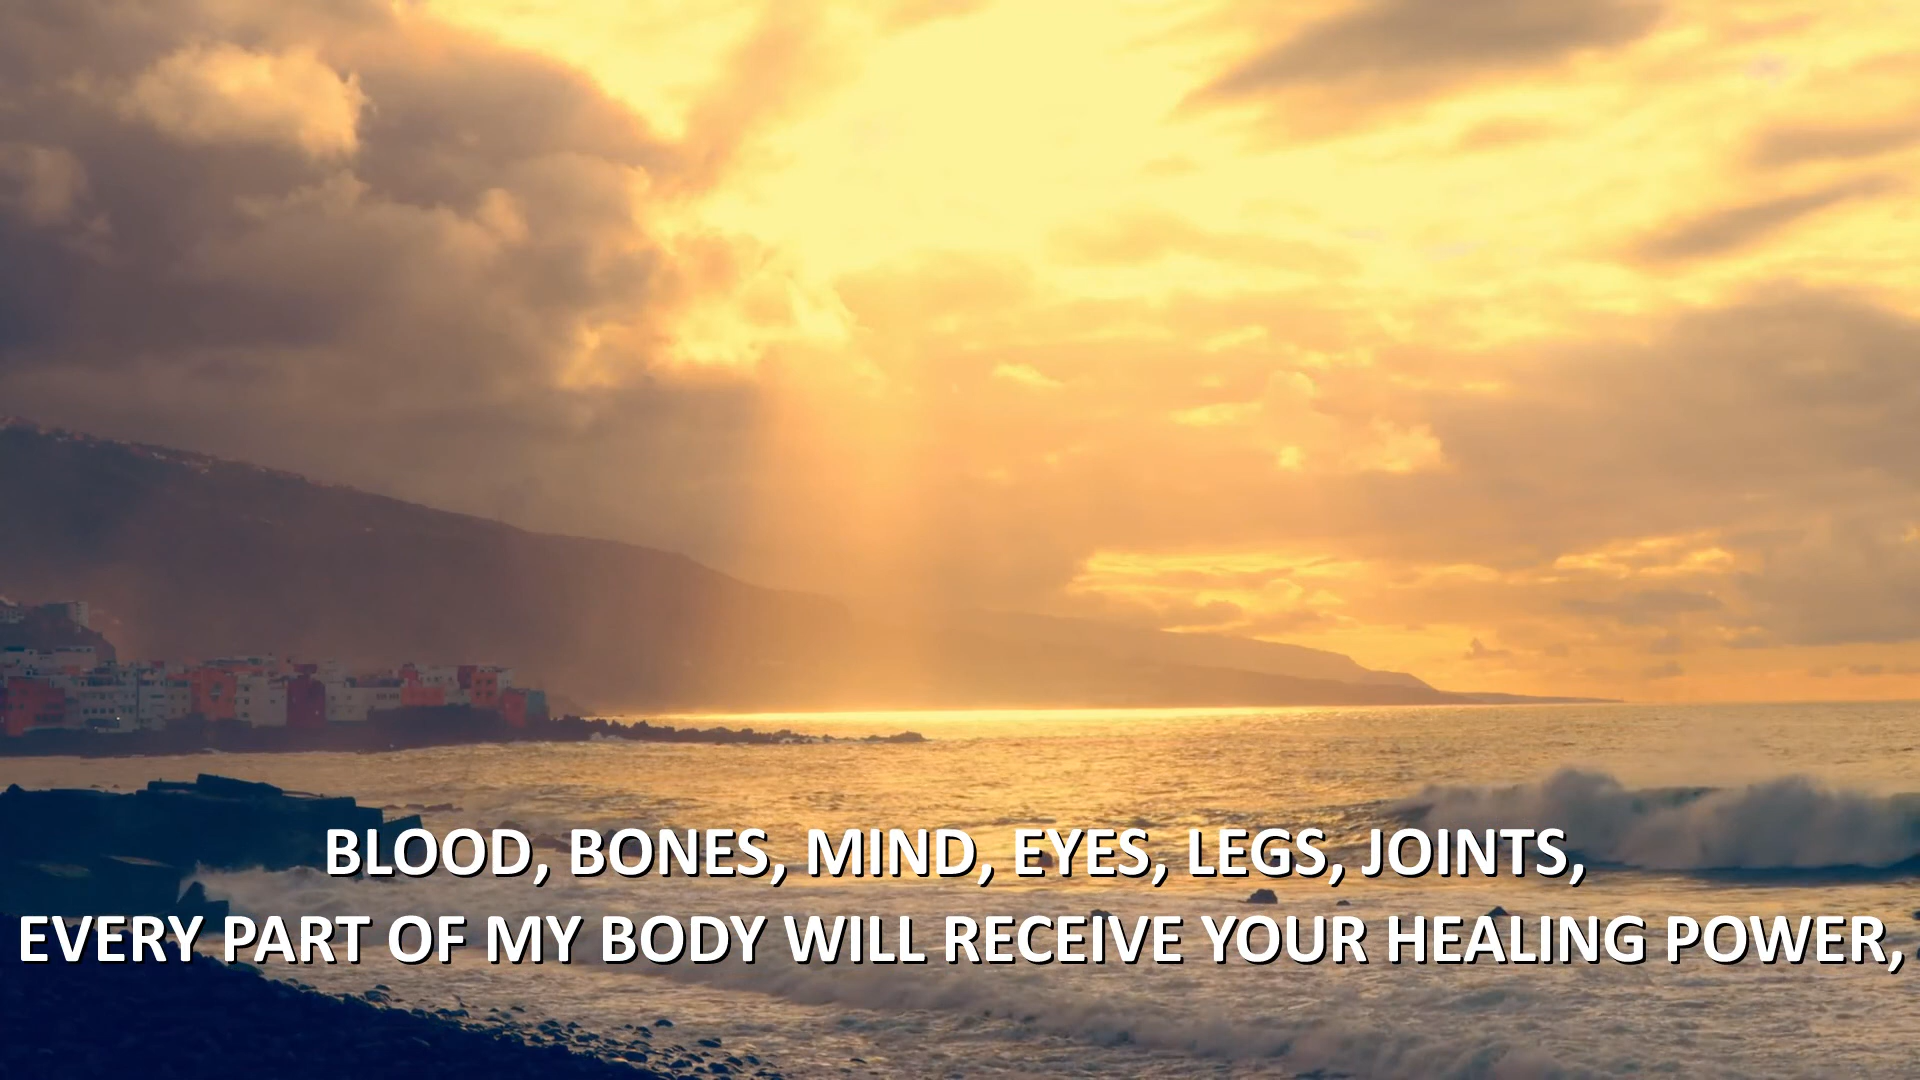 BLOOD, BONES, MIND, EYES, LEGS, JOINTS,
EVERY PART OF MY BODY WILL RECEIVE YOUR HEALING POWER,